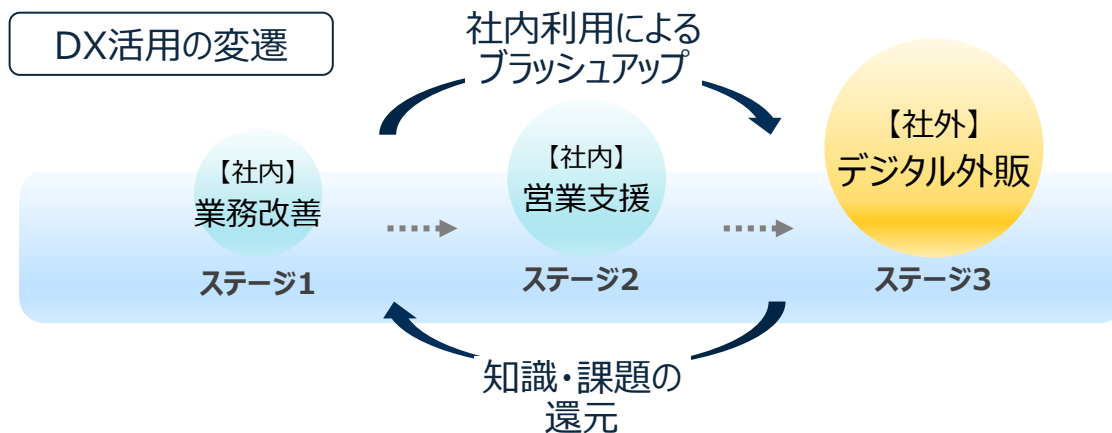 DX活用の変遷
社内利用による
ブラッシュアップ
【社内】
業務改善
ステージ1
【社内】
営業支援
ステージ2
【社外】
デジタル外販
ステージ3
知識・課題の
還元